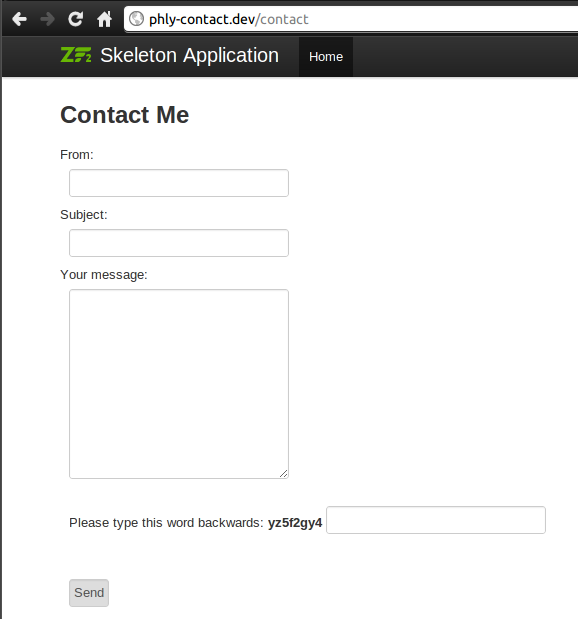 phly-contact.dev/contact
ZF2 Skeleton Application Home
Contact Me
From:
Subject:
Your message:
Please type this word backwards: yz5f2gy4
Send